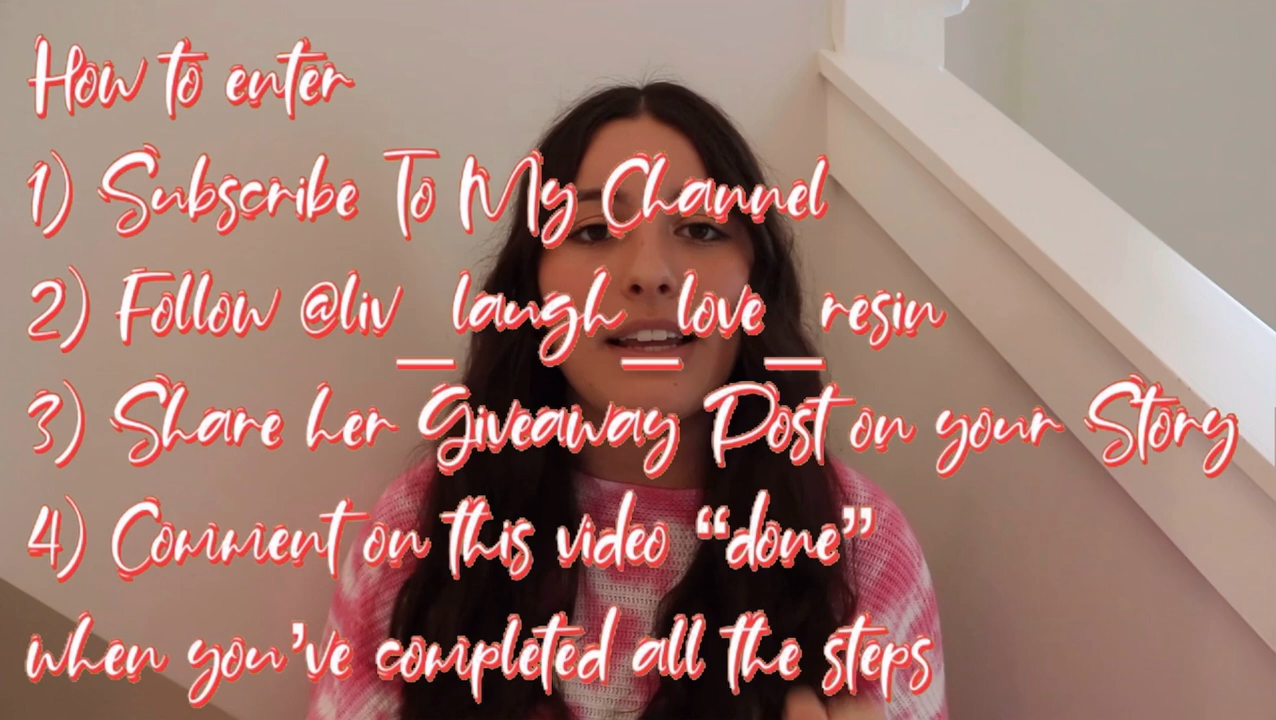 How to enter
1) Subscribe To My Channel
2) Follow @liv_laugh_love_resin
3) Share her Giveaway Post on your Story
4) Comment on this video “done”
when you’ve completed all the steps